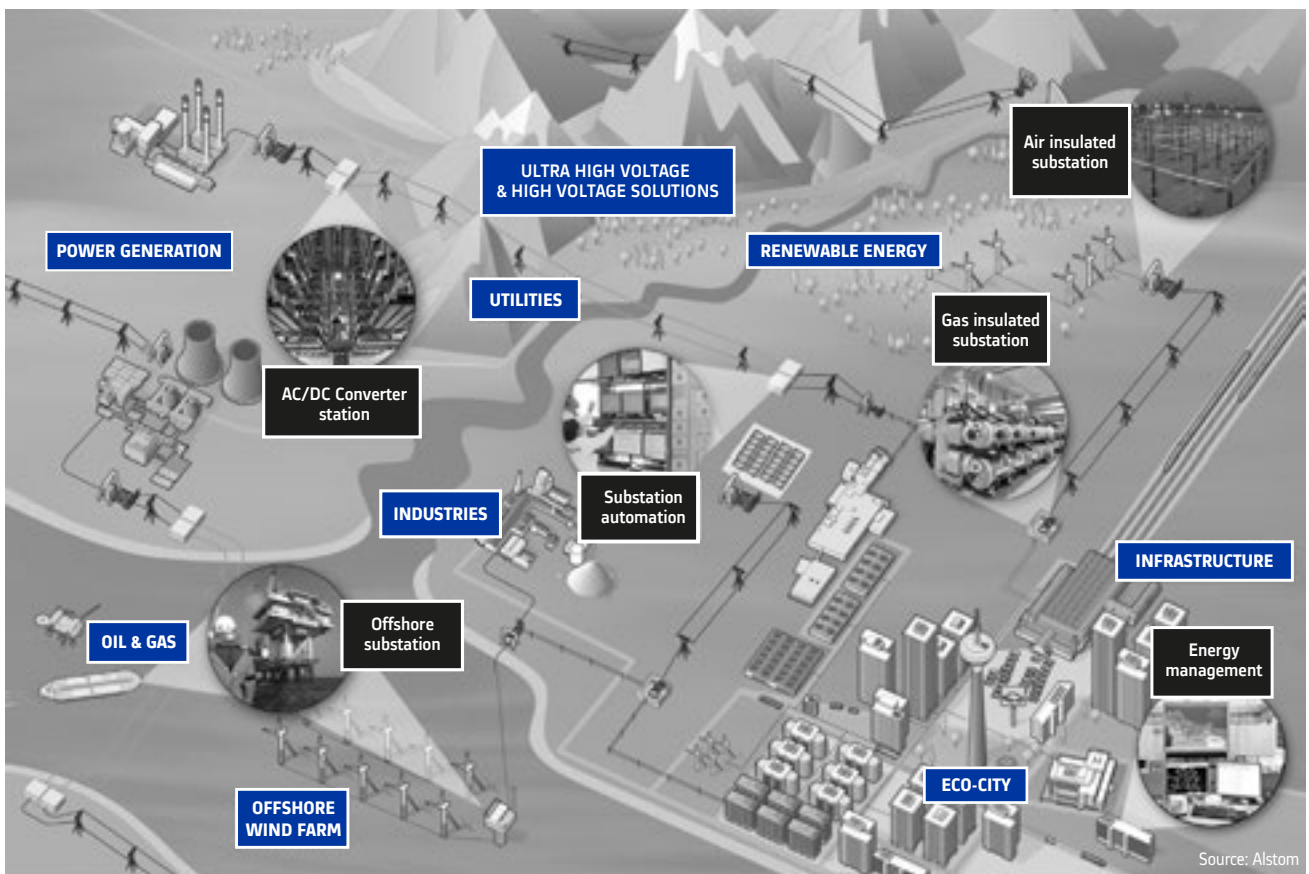 Air insulated
substation
ULTRA HIGH VOLTAGE
& HIGH VOLTAGE SOLUTIONS
POWER GENERATION
RENEWABLE ENERGY
UTILITIES
Gas insulated
substation
AC/DC Converter
station
Substation
automation
INDUSTRIES
INFRASTRUCTURE
OIL & GAS
Offshore
substation
Energy
management
ECO-CITY
OFFSHORE
WIND FARM
Source: Alstom